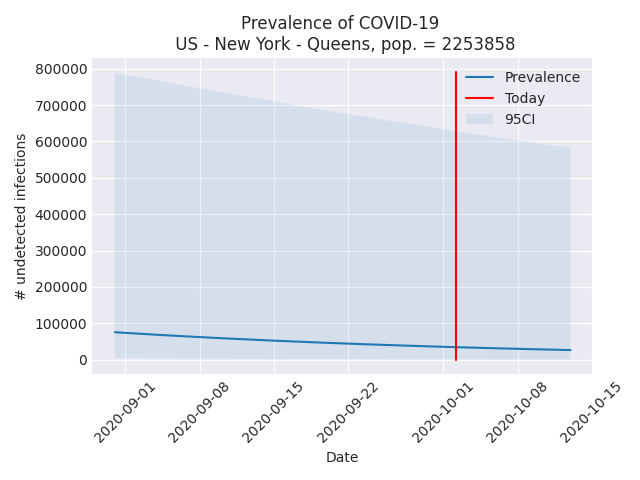 Prevalence of COVID-19
US - New York - Queens, pop. = 2253858
800000
700000
600000
500000
400000
300000
200000
100000
0
# undetected infections
Prevalence
Today
95CI
2020-09-01
2020-09-08
2020-09-15
2020-09-22
2020-10-01
2020-10-08
2020-10-15
Date